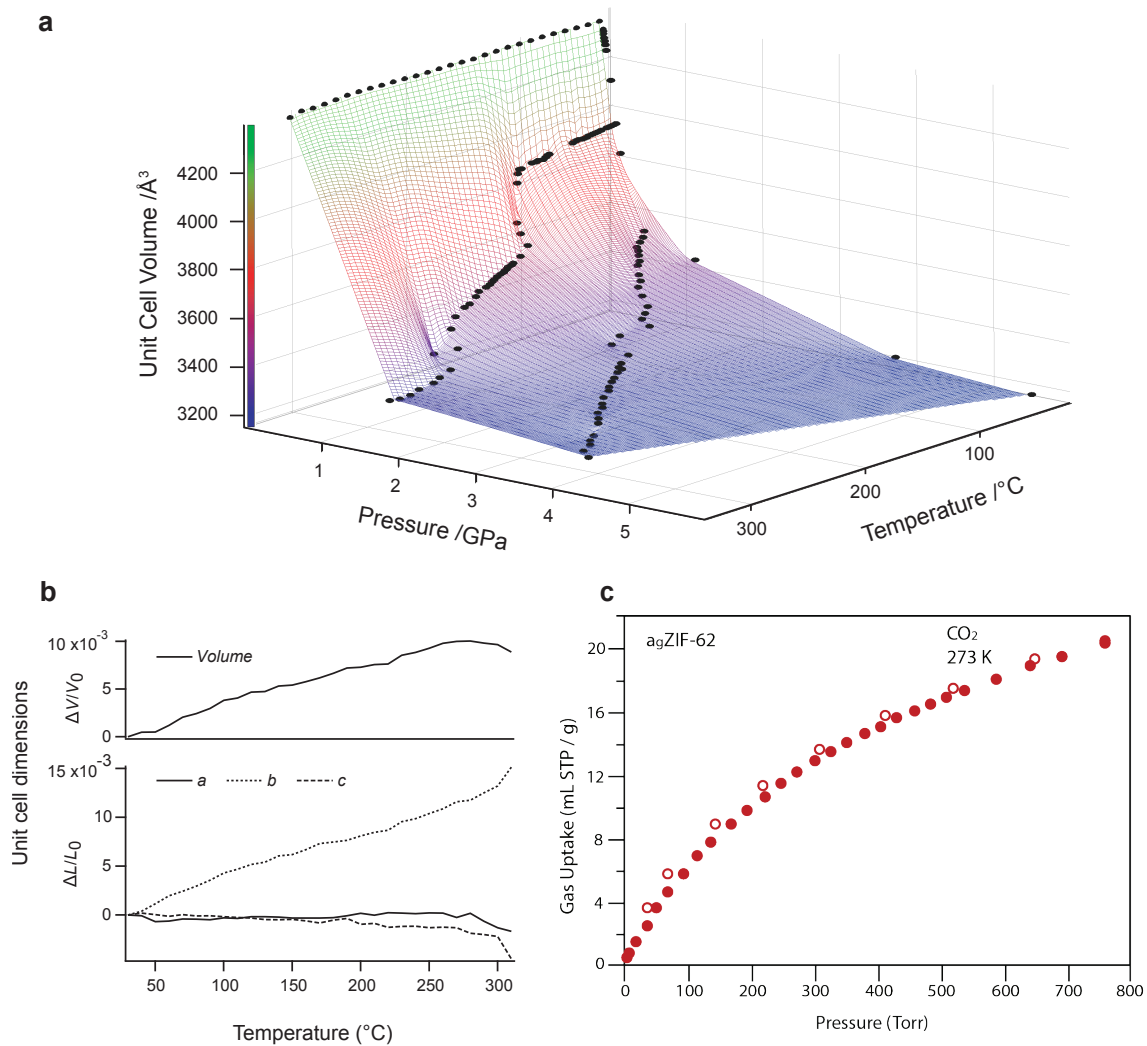 a
Unit Cell Volume /Å³
4200
4000
3800
3600
3400
3200
1
2
3
4
5
Pressure /GPa
300
200
100
Temperature /°C
b
Unit cell dimensions
ΔV/V0
10 x10-3
5
0
Volume
ΔL/L0
15 x10-3
10
5
0
a b c
50 100 150 200 250 300
Temperature (°C)
c
agZIF-62
CO2
273 K
Gas Uptake (mL STP / g)
20
16
12
8
4
0
0 100 200 300 400 500 600 700 800
Pressure (Torr)